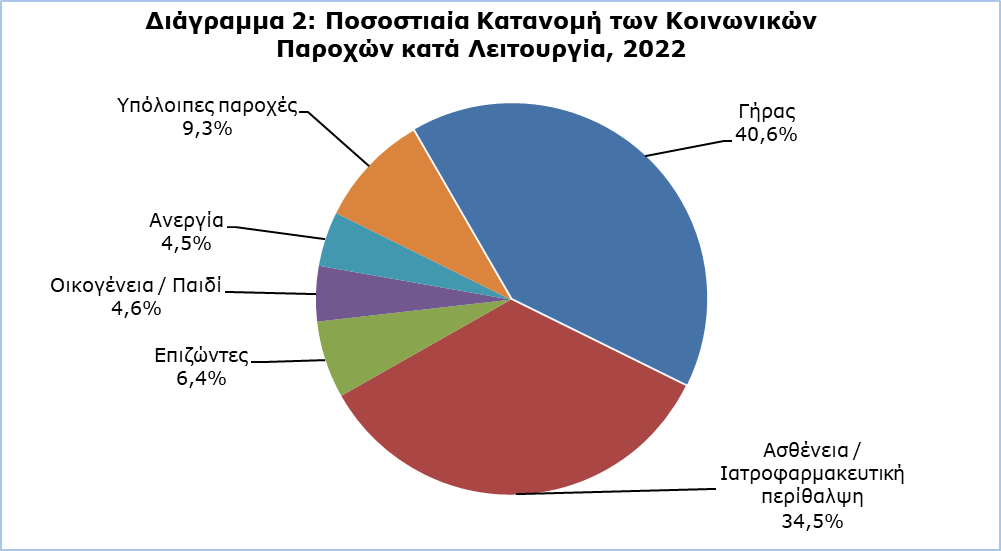 Διάγραμμα 2: Ποσοστιαία Κατανομή των Κοινωνικών
Παροχών κατά Λειτουργία, 2022
Υπόλοιπες παροχές
9,3%
Γήρας
40,6%
Ανεργία
4,5%
Οικογένεια / Παιδί
4,6%
Επιζώντες
6,4%
Ασθένεια /
Ιατροφαρμακευτική
περίθαλψη
34,5%